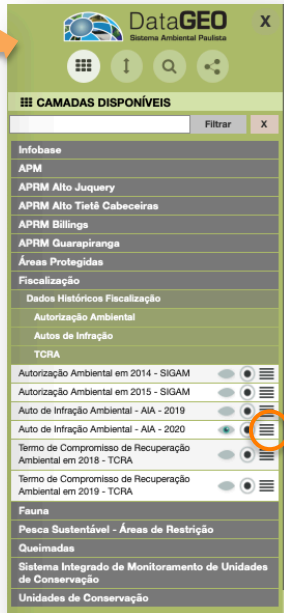 DataGEO
X
Sistema Ambiental Paulista
CAMADAS DISPONÍVEIS
Filtrar
X
Infobase
APM
APRM Alto Juquery
APRM Alto Tietê Cabeceiras
APRM Billings
APRM Guarapiranga
Áreas Protegidas
Fiscalização
Dados Históricos Fiscalização
Autorização Ambiental
Autos de Infração
TCRA
Autorização Ambiental em 2014 - SIGAM
Autorização Ambiental em 2015 - SIGAM
Auto de Infração Ambiental - AIA - 2019
Auto de Infração Ambiental - AIA - 2020
Termo de Compromisso de Recuperação
Ambiental em 2018 - TCRA
Termo de Compromisso de Recuperação
Ambiental em 2019 - TCRA
Fauna
Pesca Sustentável - Áreas de Restrição
Queimadas
Sistema Integrado de Monitoramento de Unidades
de Conservação
Unidades de Conservação